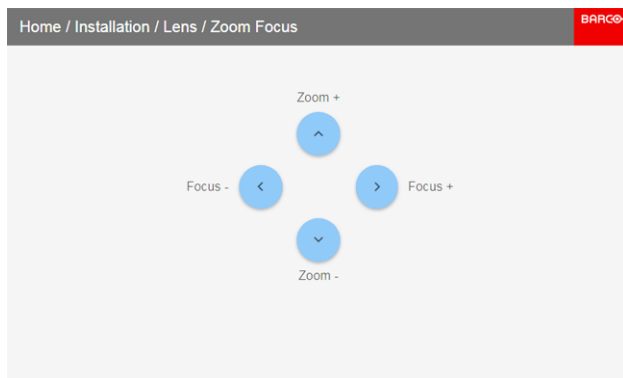 Home / Installation / Lens / Zoom Focus
BARCO
Zoom +
Focus -
Focus +
Zoom -